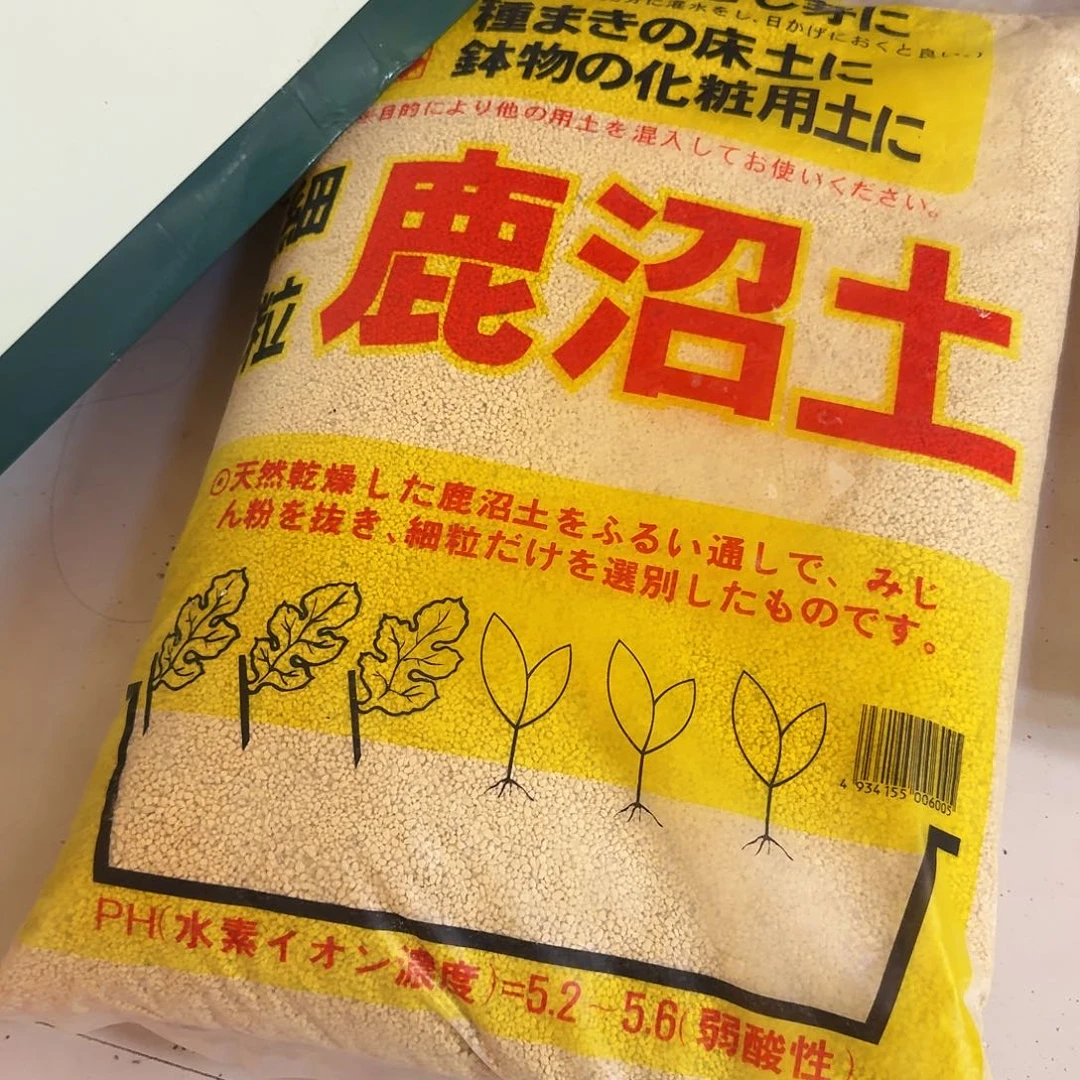 種まきの床土に
鉢物の化粧用土に
目的により他の用土を混入してお使いください。
細粒
鹿沼土
◉天然乾燥した鹿沼土をふるい通しで、みじ
ん粉を抜き、細粒だけを選別したものです。
4 934155 006005
PH(水素イオン濃度)=5.2~5.6(弱酸性)